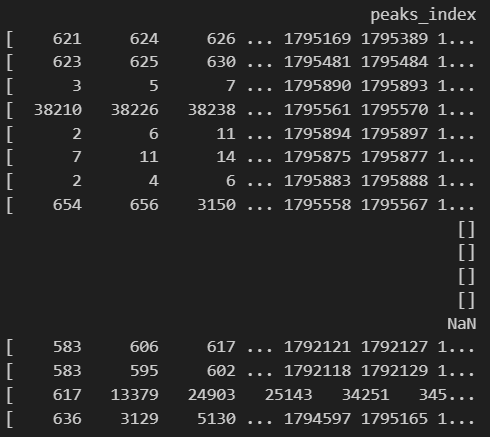 peaks_index
[ 621 624 626 ... 1795169 1795389 1...
[ 623 625 630 ... 1795481 1795484 1...
[ 3 5 7 ... 1795890 1795893 1...
[ 38210 38226 38238 ... 1795561 1795570 1...
[ 2 6 11 ... 1795894 1795897 1...
[ 7 11 14 ... 1795875 1795877 1...
[ 2 4 6 ... 1795883 1795888 1...
[ 654 656 3150 ... 1795558 1795567 1...
[]
[]
[]
[]
NaN
[ 583 606 617 ... 1792121 1792127 1...
[ 583 595 602 ... 1792118 1792129 1...
[ 617 13379 24903 25143 34251 345...
[ 636 3129 5130 ... 1794597 1795165 1...